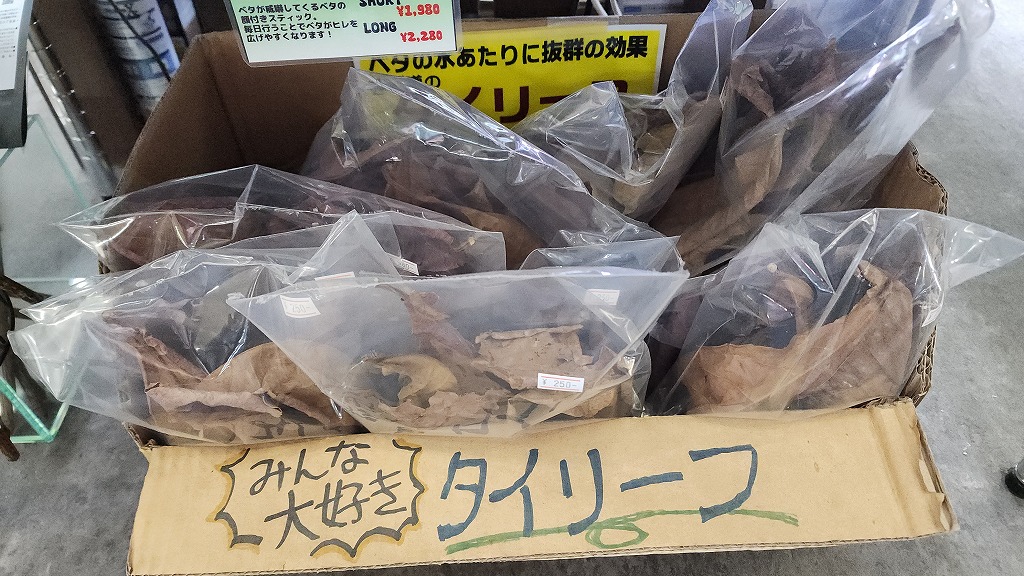 ベタが威嚇してくるベタの
顔付きスティック。
毎日行うことでベタがヒレを
広げやすくなります!
SHORT
¥1,980
LONG
¥2,280
ベタの水あたりに抜群の効果
イリーフ
¥ 250-
みんな
大好き
タイリーフ